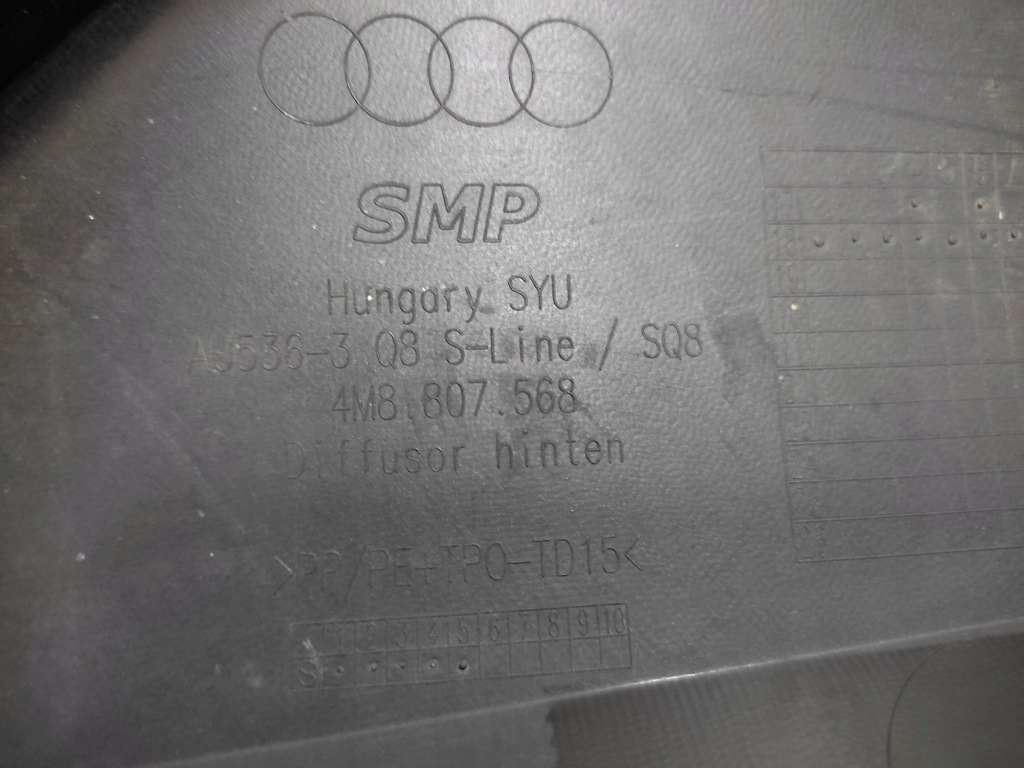 SMP
Hungary SYU
AU536-3 Q8 S-Line / SQ8
4M8.807.568
Diffusor hinten
>PP/PE+TPO-TD15<
1 2 3 4 5 6 7 8 9 10
S